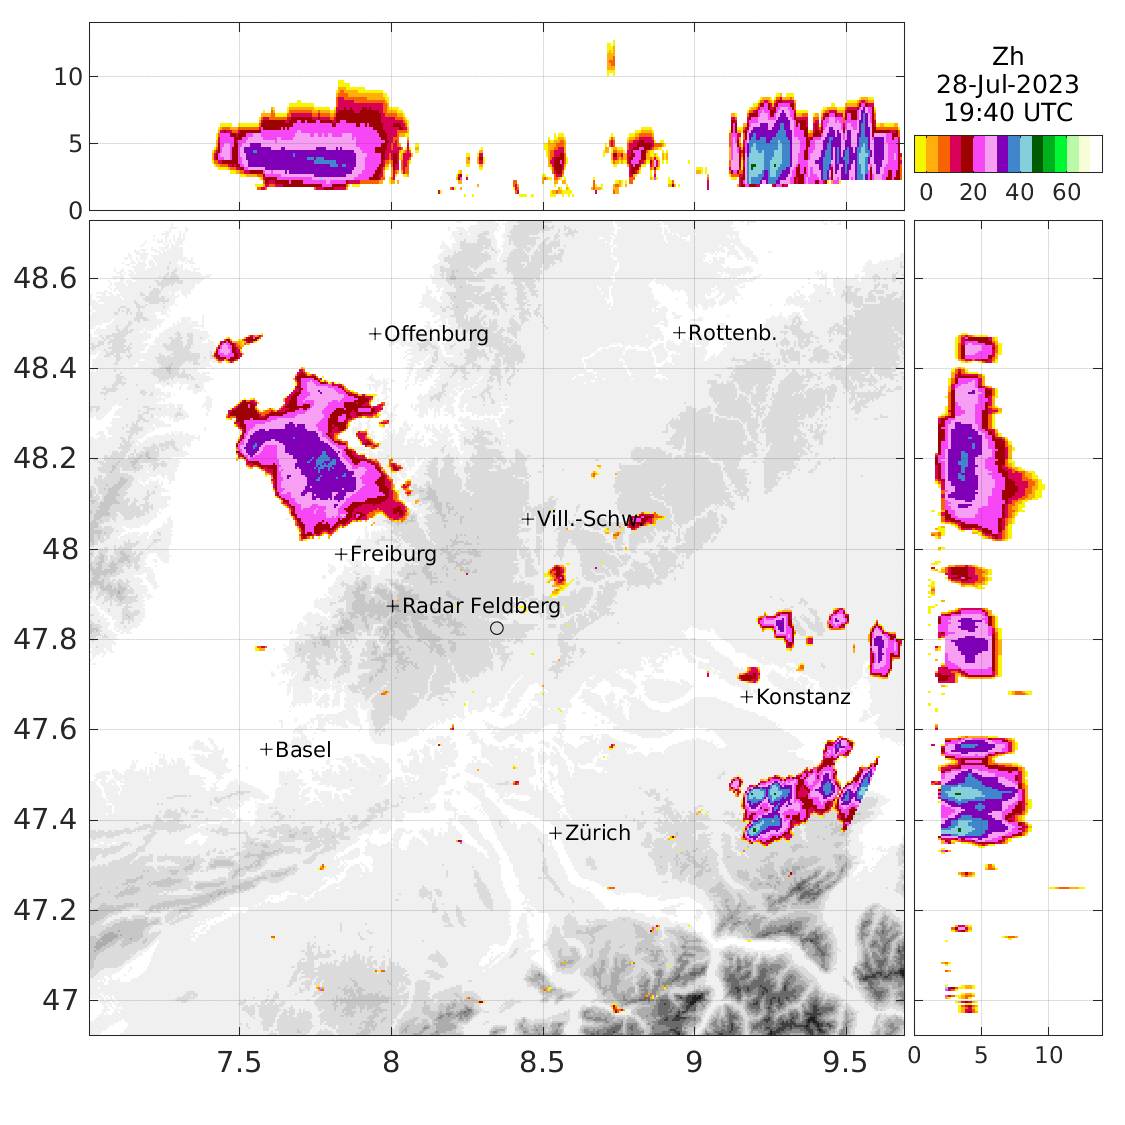 10
5
0
Zh
28-Jul-2023
19:40 UTC
0 20 40 60
48.6
48.4
48.2
48
47.8
47.6
47.4
47.2
47
+Offenburg
+Rottenb.
+Vill.-Schw.
+Freiburg
+Radar Feldberg
+Konstanz
+Basel
+Zürich
7.5 8 8.5 9 9.5
0 5 10